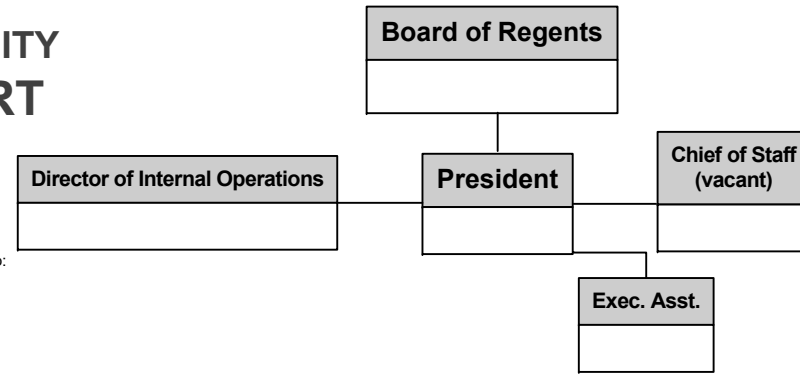 ITY
RT
Board of Regents
Director of Internal Operations
President
Chief of Staff
(vacant)
:
Exec. Asst.